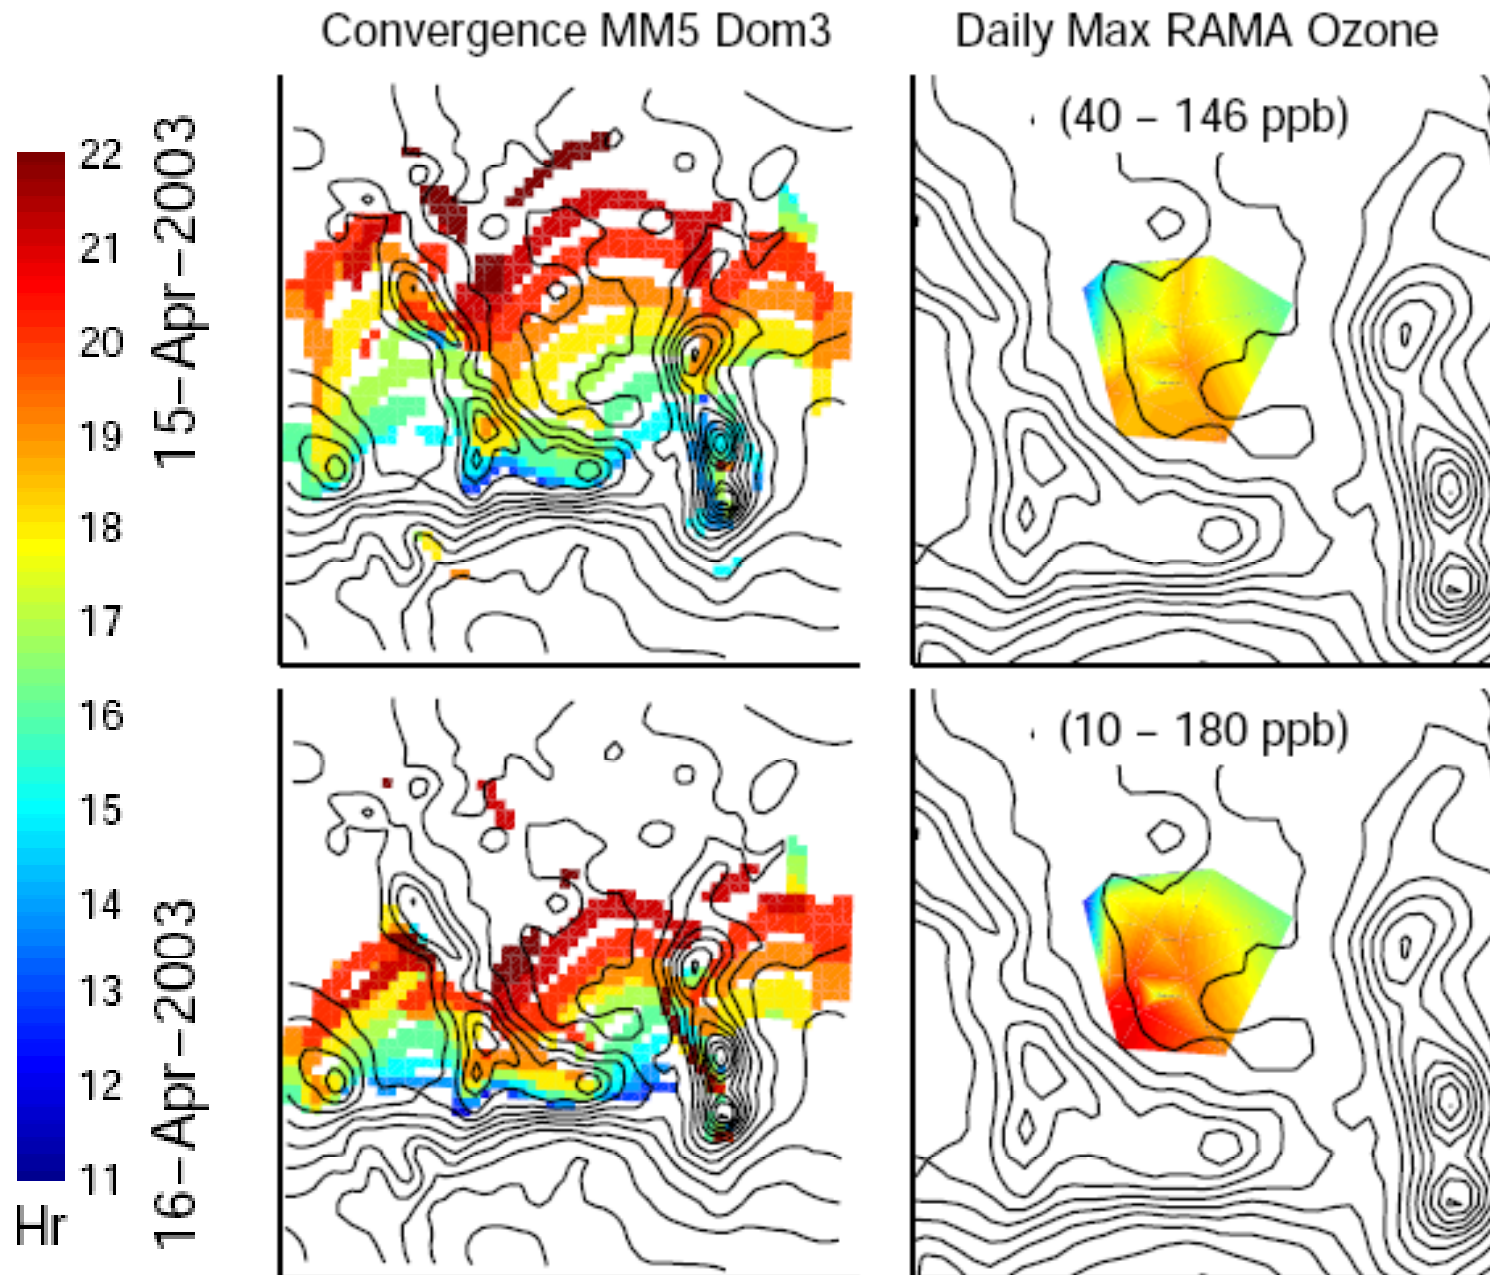 Convergence MM5 Dom3
Daily Max RAMA Ozone
(40 – 146 ppb)
15–Apr–2003
22
21
20
19
18
17
16
15
14
13
12
11
Hr
(10 – 180 ppb)
16–Apr–2003